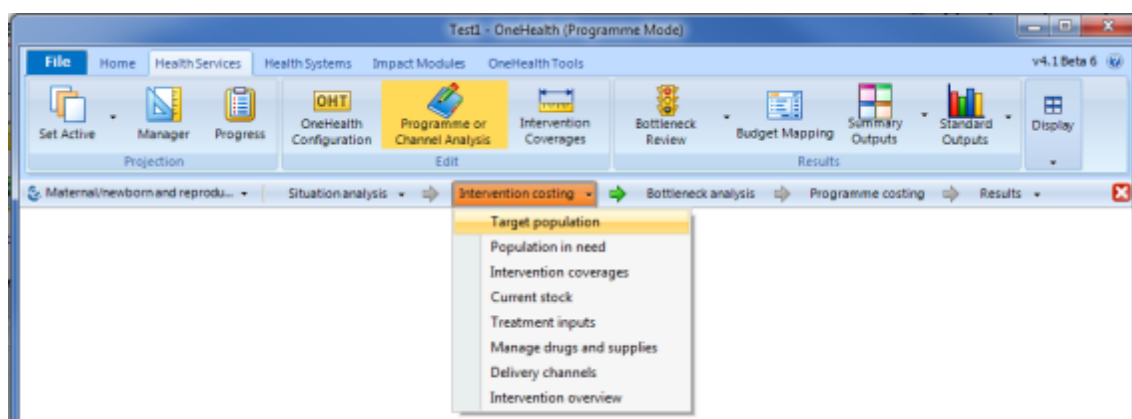 Test1 - OneHealth (Programme Mode)
File Home Health Services Health Systems Impact Modules OneHealth Tools v4.1 Beta 6
Set Active Manager Progress
OHT OneHealth Configuration Programme or Channel Analysis Intervention Coverages
Bottleneck Review Budget Mapping Summary Outputs Standard Outputs Display
Projection Edit Results
Maternal/newborn and reprodu... Situation analysis Intervention costing Bottleneck analysis Programme costing Results
Target population
Population in need
Intervention coverages
Current stock
Treatment inputs
Manage drugs and supplies
Delivery channels
Intervention overview